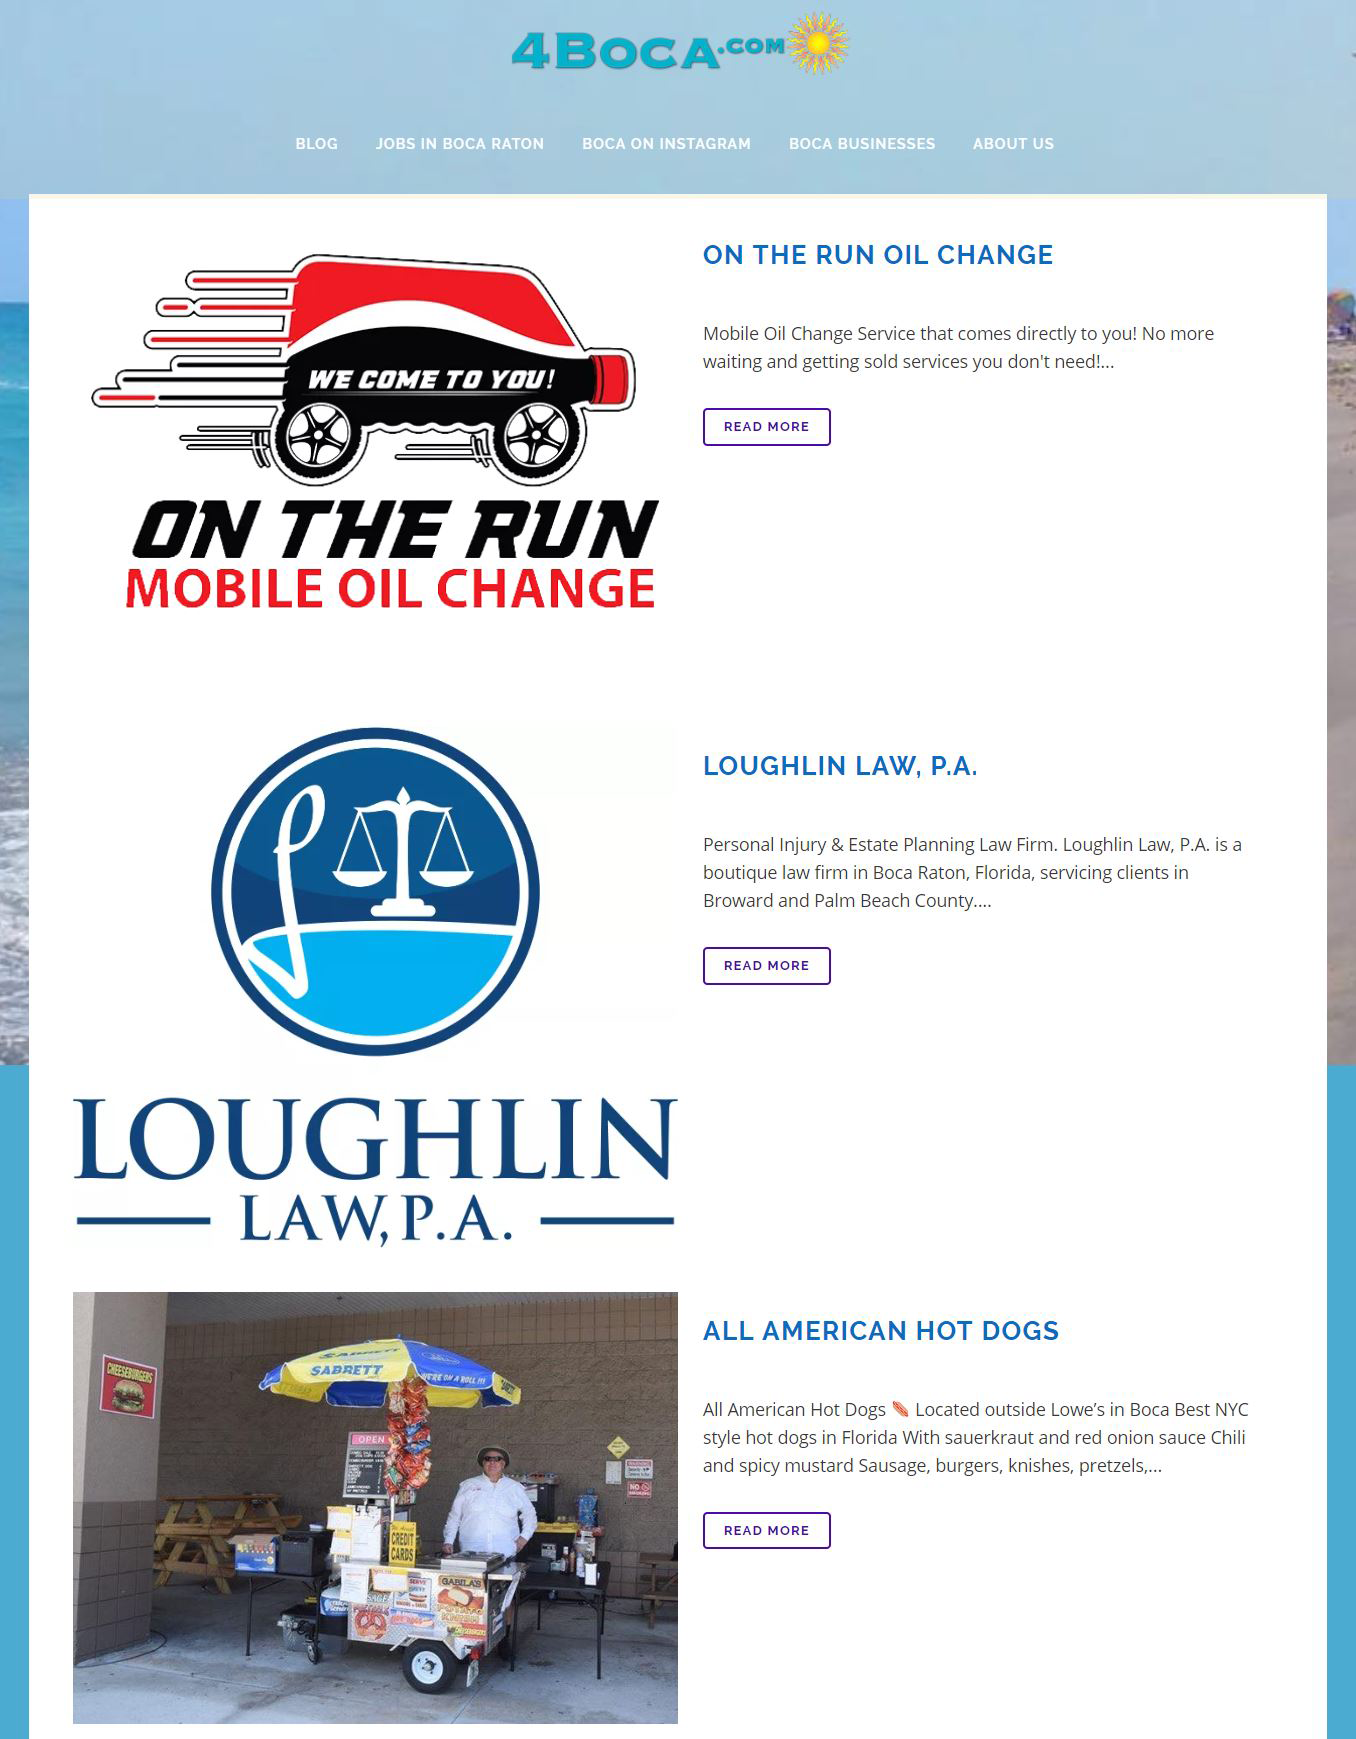 4BOCA.COM
BLOG
JOBS IN BOCA RATON
BOCA ON INSTAGRAM
BOCA BUSINESSES
ABOUT US
WE COME TO YOU!
ON THE RUN
MOBILE OIL CHANGE
ON THE RUN OIL CHANGE
Mobile Oil Change Service that comes directly to you! No more
waiting and getting sold services you don't need!...
READ MORE
LOUGHLIN
LAW, P.A.
LOUGHLIN LAW, P.A.
Personal Injury & Estate Planning Law Firm. Loughlin Law, P.A. is a
boutique law firm in Boca Raton, Florida, servicing clients in
Broward and Palm Beach County....
READ MORE
CHEESEBURGERS
SABRETT
WE'RE ON A ROLL !!!
OPEN
CREDIT
CARDS
GABILA'S
POTATO
KNISH
ALL AMERICAN HOT DOGS
All American Hot Dogs 🌭 Located outside Lowe’s in Boca Best NYC
style hot dogs in Florida With sauerkraut and red onion sauce Chili
and spicy mustard Sausage, burgers, knishes, pretzels,...
READ MORE